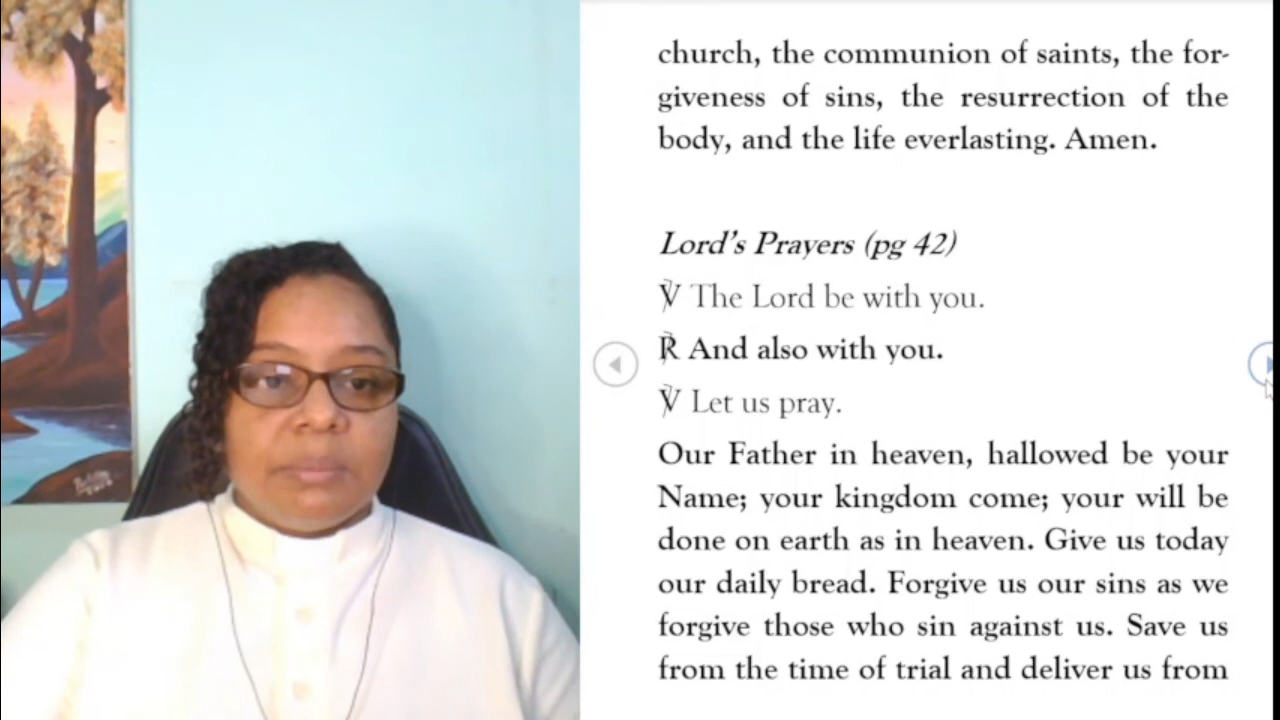 church, the communion of saints, the for-
giveness of sins, the resurrection of the
body, and the life everlasting. Amen.
Lord's Prayers (pg 42)
℣ The Lord be with you.
℟ And also with you.
℣ Let us pray.
Our Father in heaven, hallowed be your
Name; your kingdom come; your will be
done on earth as in heaven. Give us today
our daily bread. Forgive us our sins as we
forgive those who sin against us. Save us
from the time of trial and deliver us from